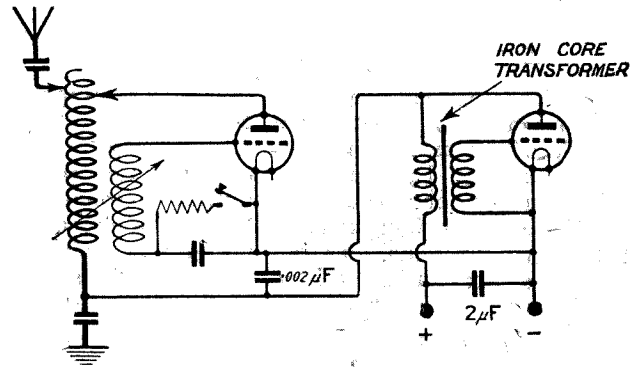 IRON CORE
TRANSFORMER
.002 µF
2µF
+ −